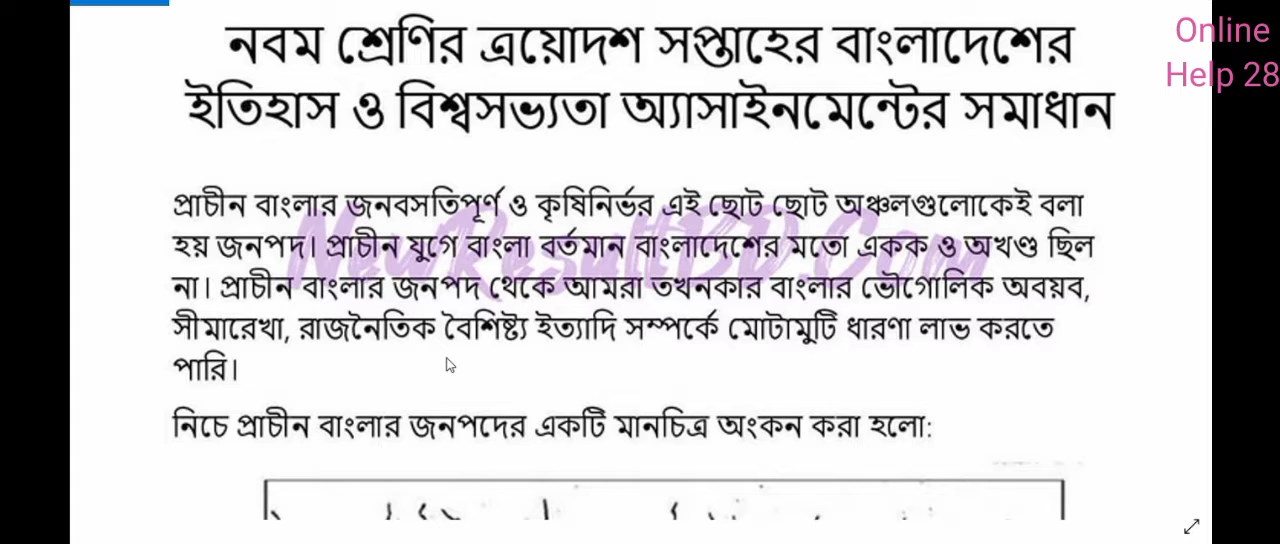 নবম শ্রেণির ত্রয়োদশ সপ্তাহের বাংলাদেশের
ইতিহাস ও বিশ্বসভ্যতা অ্যাসাইনমেন্টের সমাধান
Online
Help 28
প্রাচীন বাংলার জনবসতিপূর্ণ ও কৃষিনির্ভর এই ছোট ছোট অঞ্চলগুলোকেই বলা
হয় জনপদ। প্রাচীন যুগে বাংলা বর্তমান বাংলাদেশের মতো একক ও অখণ্ড ছিল
না। প্রাচীন বাংলার জনপদ থেকে আমরা তখনকার বাংলার ভৌগোলিক অবয়ব,
সীমারেখা, রাজনৈতিক বৈশিষ্ট্য ইত্যাদি সম্পর্কে মোটামুটি ধারণা লাভ করতে
পারি।
NewResultBD.Com
নিচে প্রাচীন বাংলার জনপদের একটি মানচিত্র অংকন করা হলো: